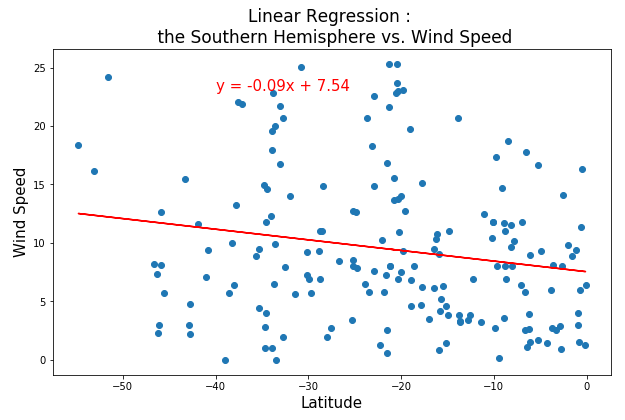 Linear Regression :
the Southern Hemisphere vs. Wind Speed
y = -0.09x + 7.54
Wind Speed
25
20
15
10
5
0
−50
−40
−30
−20
−10
0
Latitude